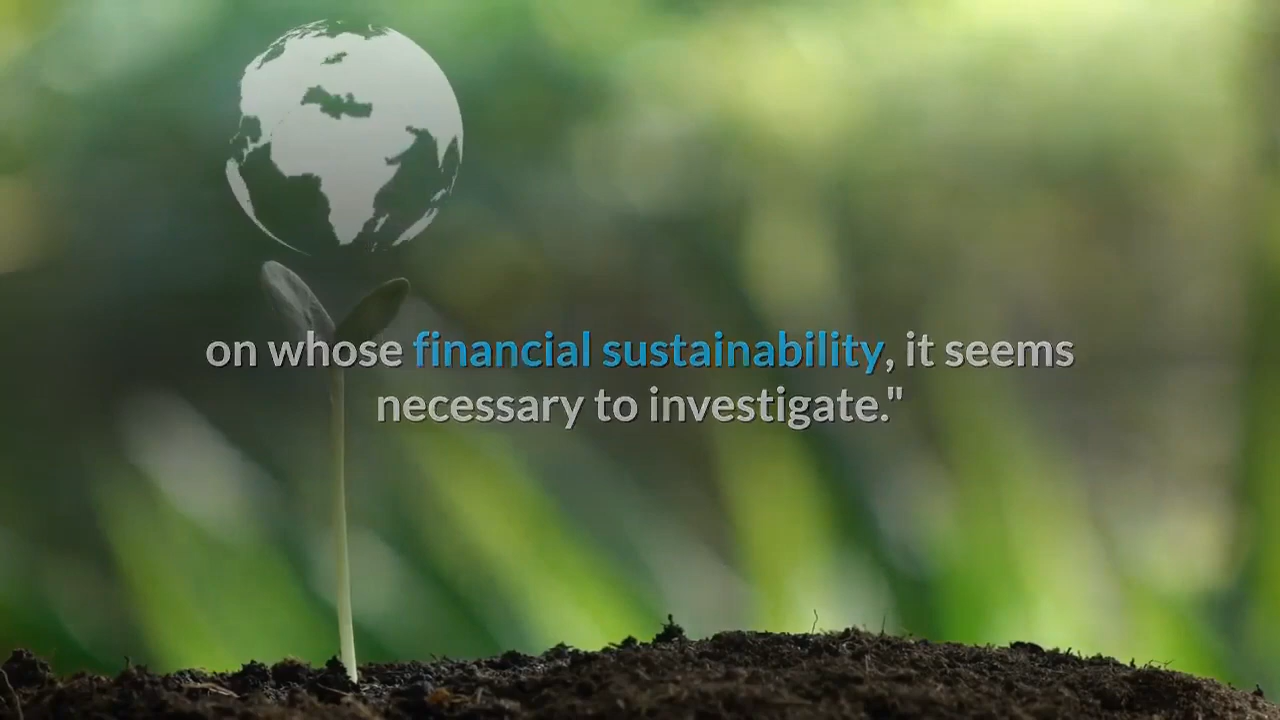 on whose financial sustainability, it seems
necessary to investigate."